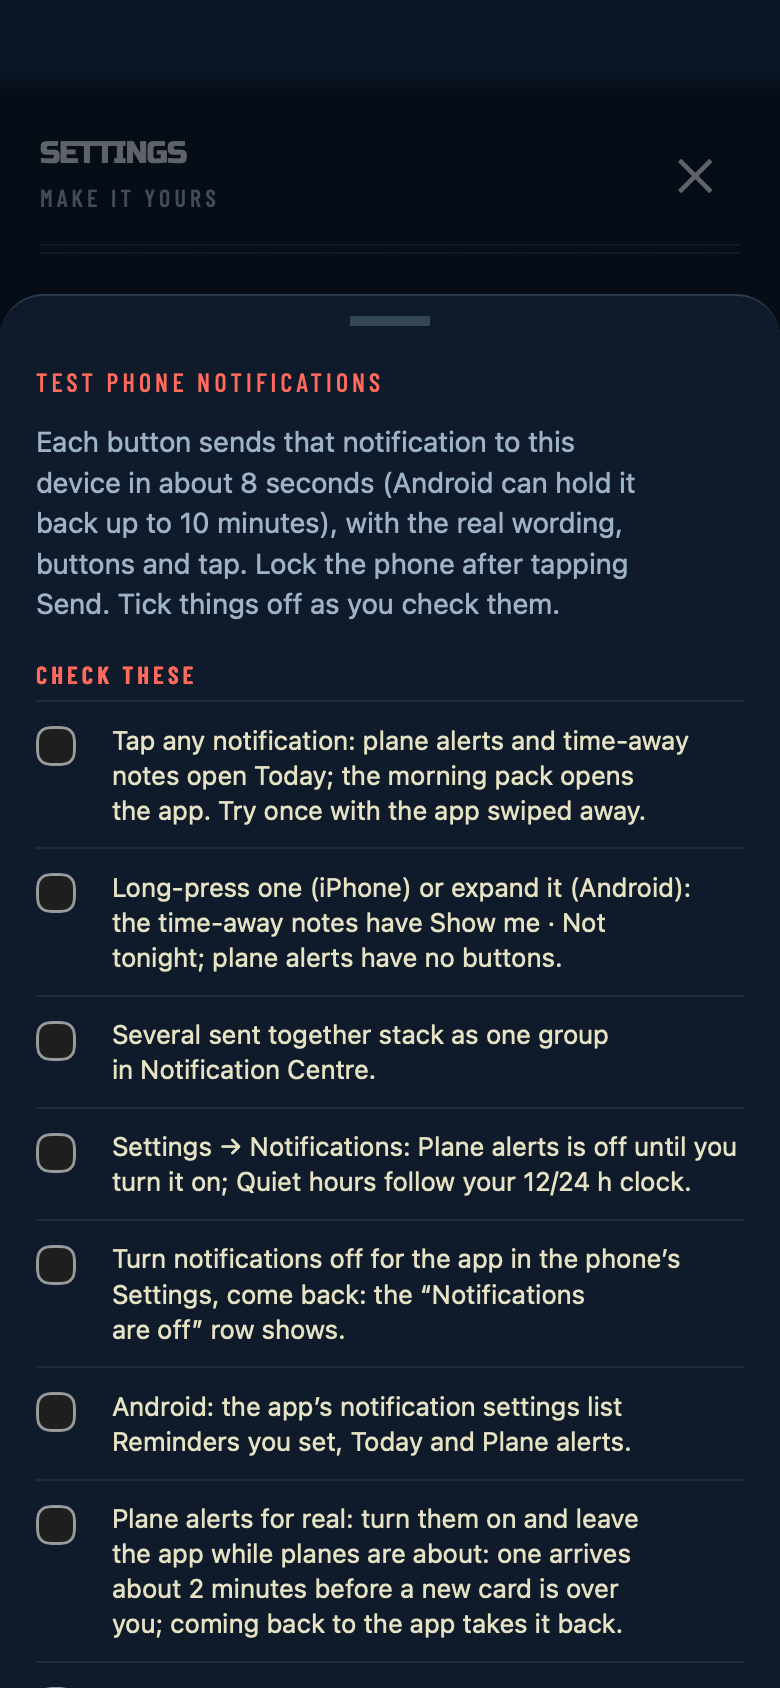 SETTINGS
MAKE IT YOURS
TEST PHONE NOTIFICATIONS
Each button sends that notification to this
device in about 8 seconds (Android can hold it
back up to 10 minutes), with the real wording,
buttons and tap. Lock the phone after tapping
Send. Tick things off as you check them.
CHECK THESE
Tap any notification: plane alerts and time-away
notes open Today; the morning pack opens
the app. Try once with the app swiped away.
Long-press one (iPhone) or expand it (Android):
the time-away notes have Show me · Not
tonight; plane alerts have no buttons.
Several sent together stack as one group
in Notification Centre.
Settings → Notifications: Plane alerts is off until you
turn it on; Quiet hours follow your 12/24 h clock.
Turn notifications off for the app in the phone’s
Settings, come back: the “Notifications
are off” row shows.
Android: the app’s notification settings list
Reminders you set, Today and Plane alerts.
Plane alerts for real: turn them on and leave
the app while planes are about: one arrives
about 2 minutes before a new card is over
you; coming back to the app takes it back.